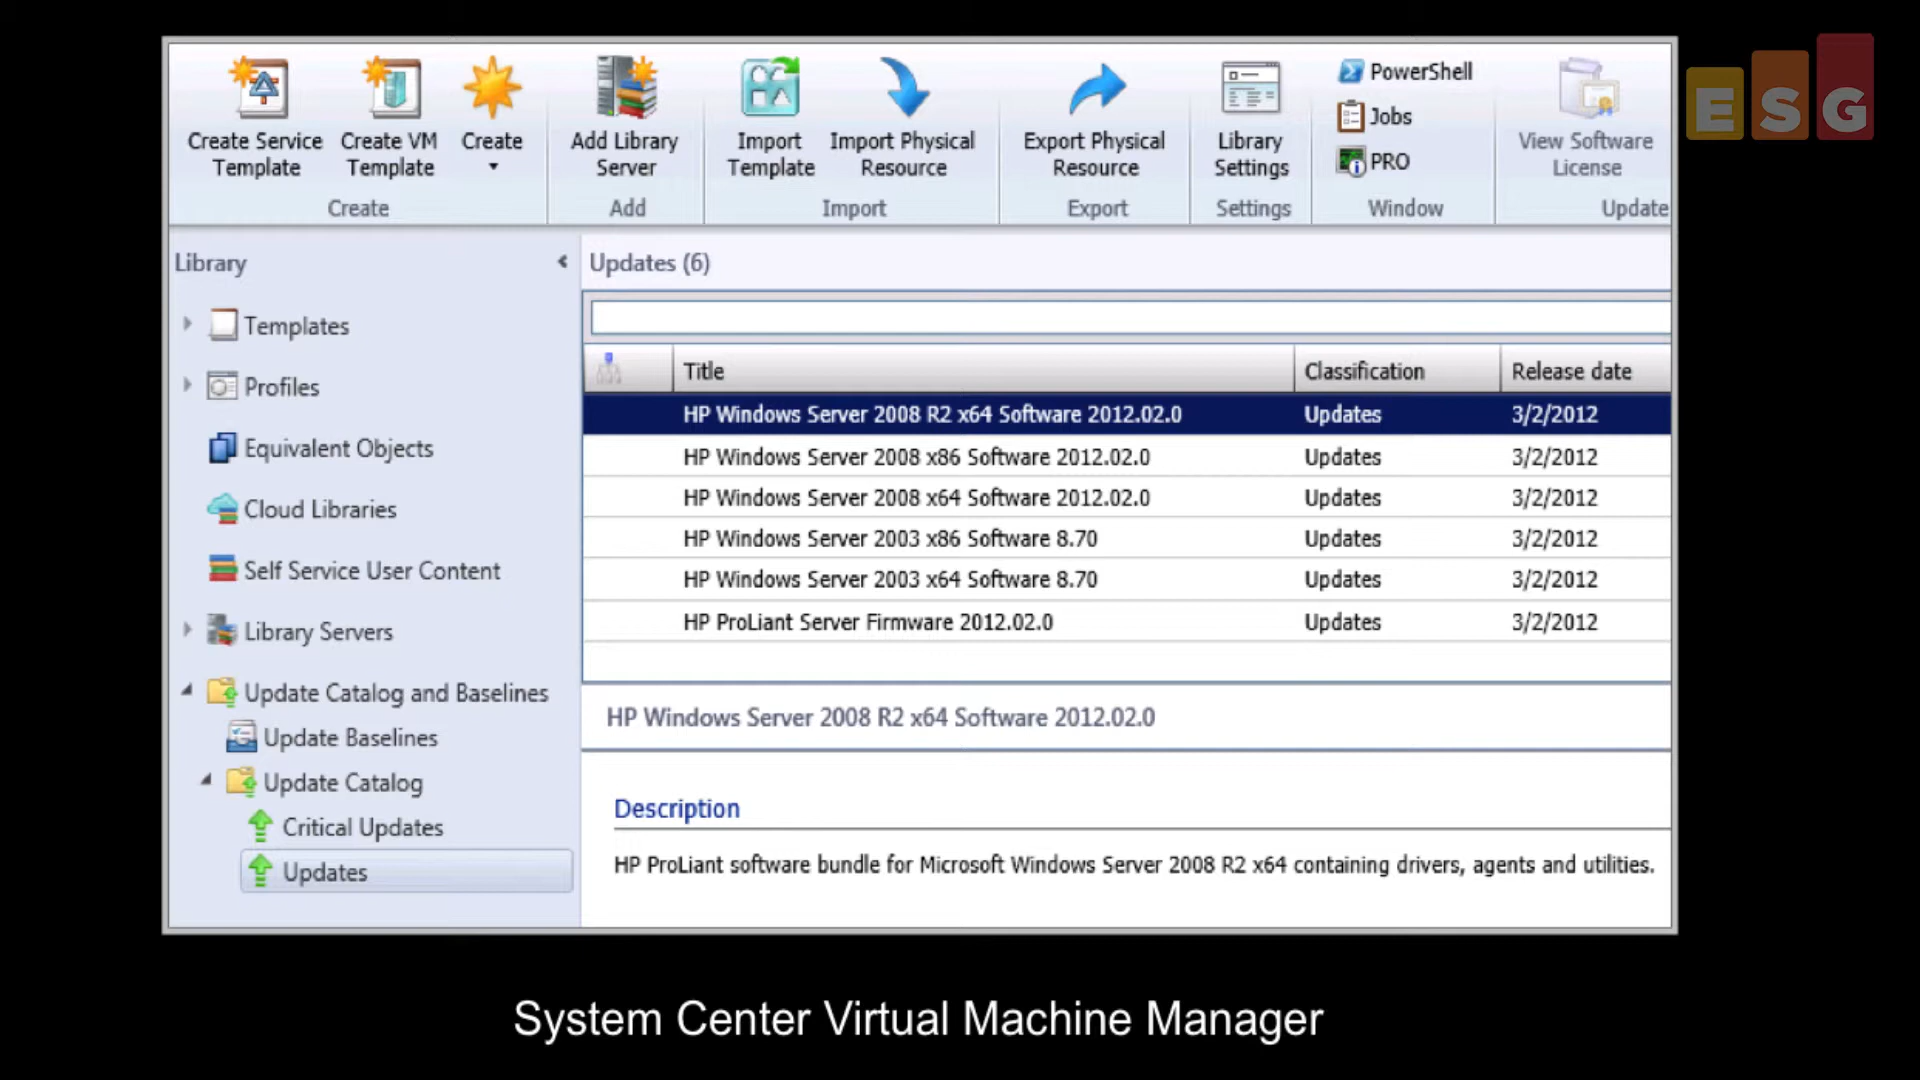 ESG
Create Service Template
Create VM Template
Create
Add Library Server
Import Template
Import Physical Resource
Export Physical Resource
Library Settings
PowerShell
Jobs
PRO
View Software License
Create
Add
Import
Export
Settings
Window
Update
Library
Templates
Profiles
Equivalent Objects
Cloud Libraries
Self Service User Content
Library Servers
Update Catalog and Baselines
Update Baselines
Update Catalog
Critical Updates
Updates
Updates (6)
Title Classification Release date
HP Windows Server 2008 R2 x64 Software 2012.02.0 Updates 3/2/2012
HP Windows Server 2008 x86 Software 2012.02.0 Updates 3/2/2012
HP Windows Server 2008 x64 Software 2012.02.0 Updates 3/2/2012
HP Windows Server 2003 x86 Software 8.70 Updates 3/2/2012
HP Windows Server 2003 x64 Software 8.70 Updates 3/2/2012
HP ProLiant Server Firmware 2012.02.0 Updates 3/2/2012
HP Windows Server 2008 R2 x64 Software 2012.02.0
Description
HP ProLiant software bundle for Microsoft Windows Server 2008 R2 x64 containing drivers, agents and utilities.
System Center Virtual Machine Manager